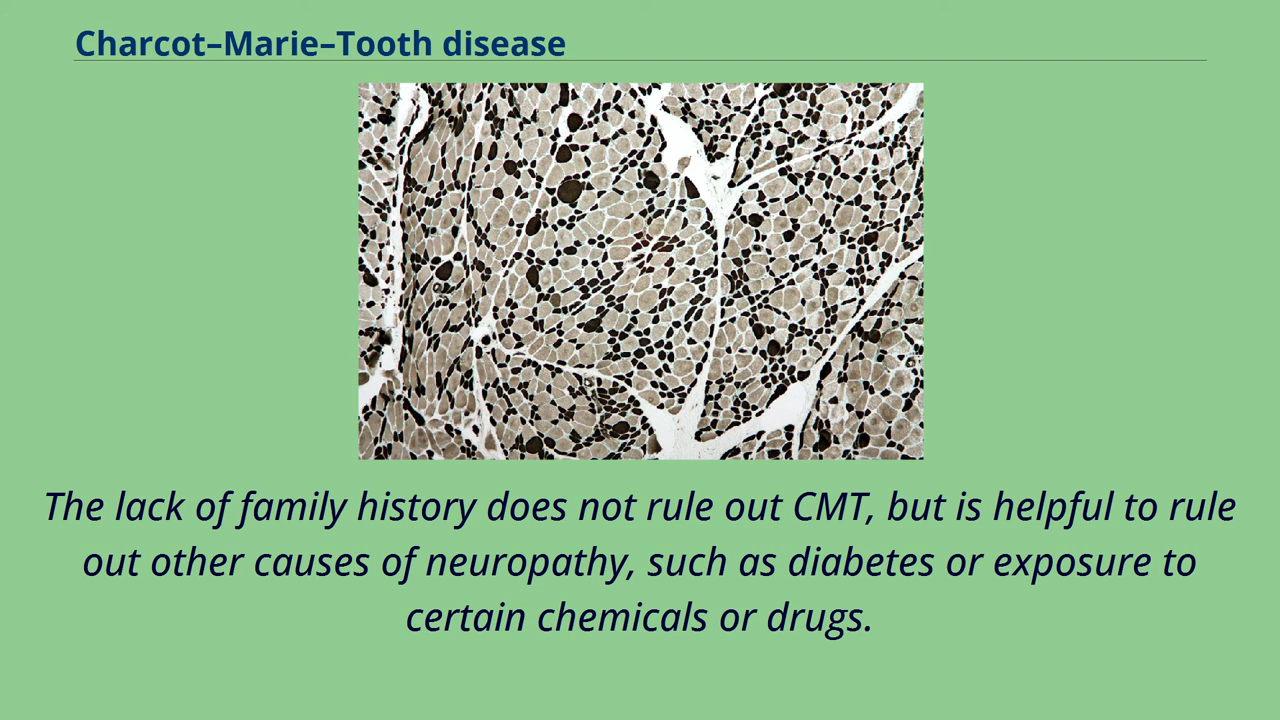 Charcot–Marie–Tooth disease
The lack of family history does not rule out CMT, but is helpful to rule
out other causes of neuropathy, such as diabetes or exposure to
certain chemicals or drugs.